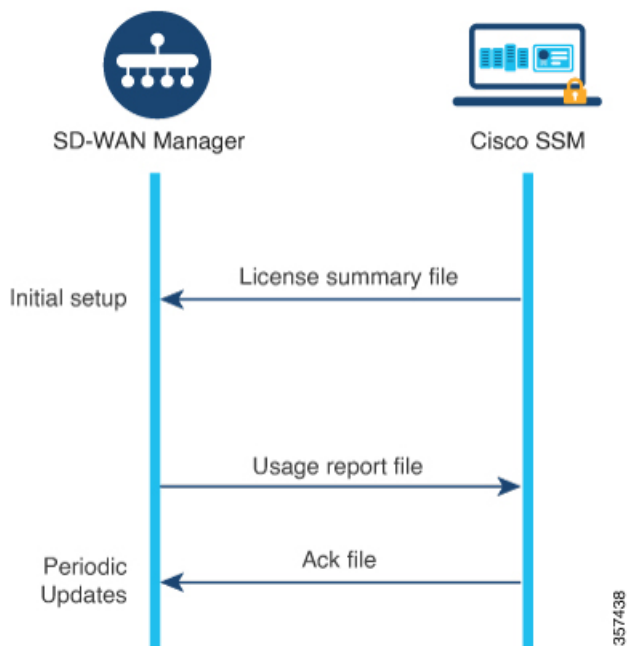 SD-WAN Manager
Cisco SSM
License summary file
Initial setup
Usage report file
Ack file
Periodic
Updates
357438